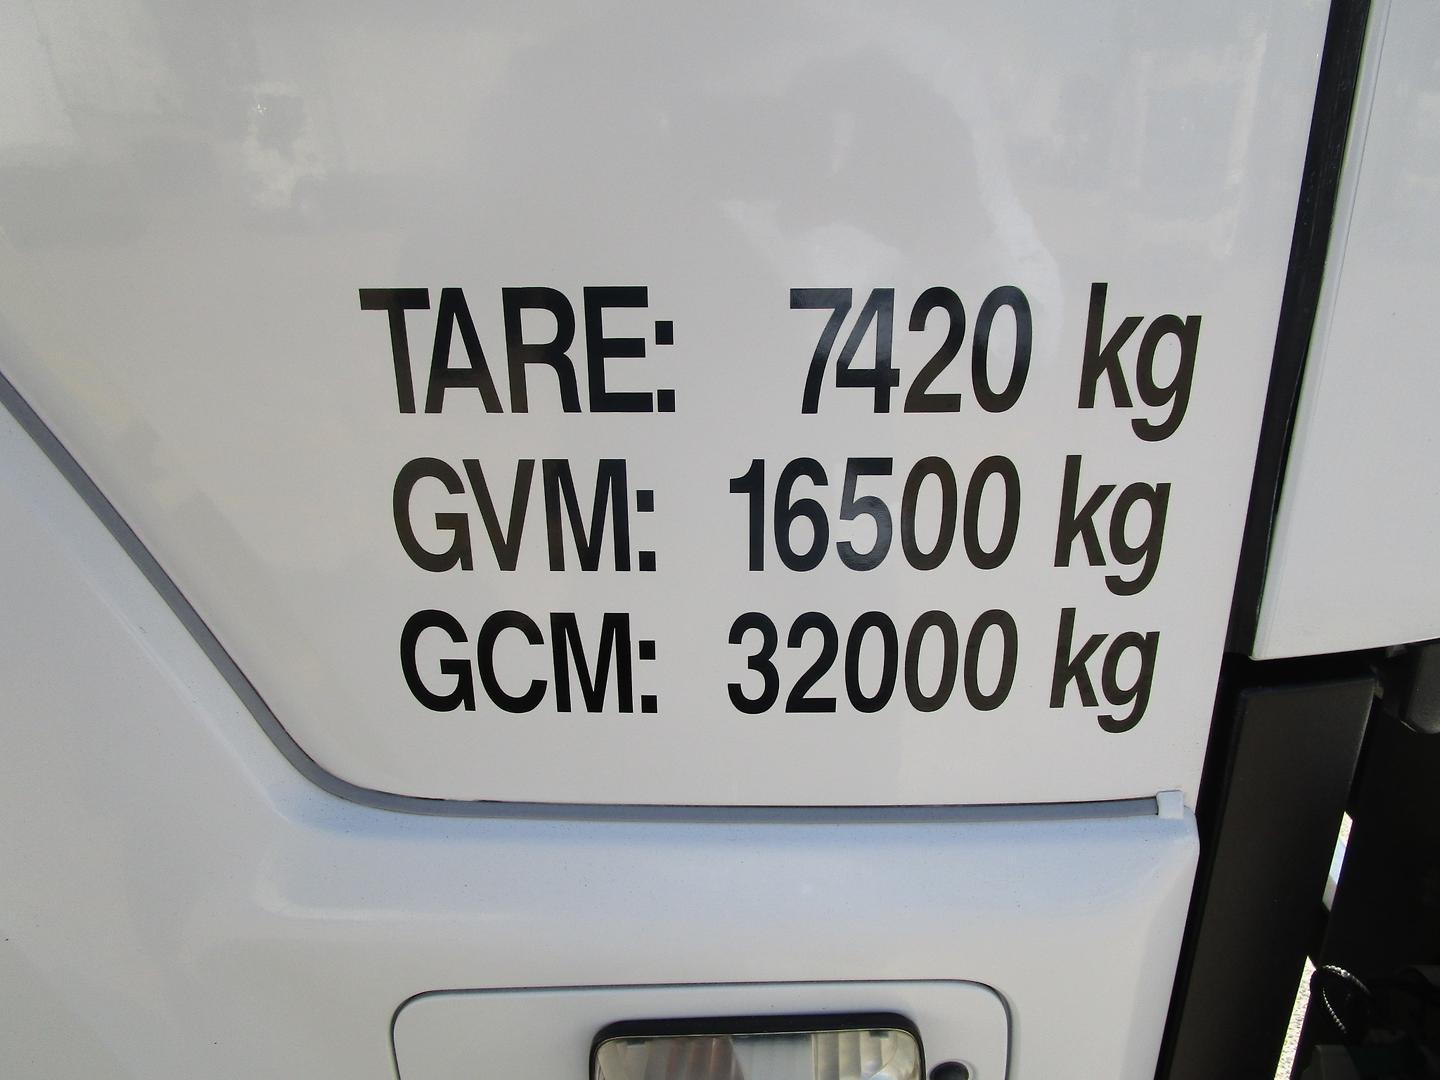 TARE: 7420 kg
GVM: 16500 kg
GCM: 32000 kg